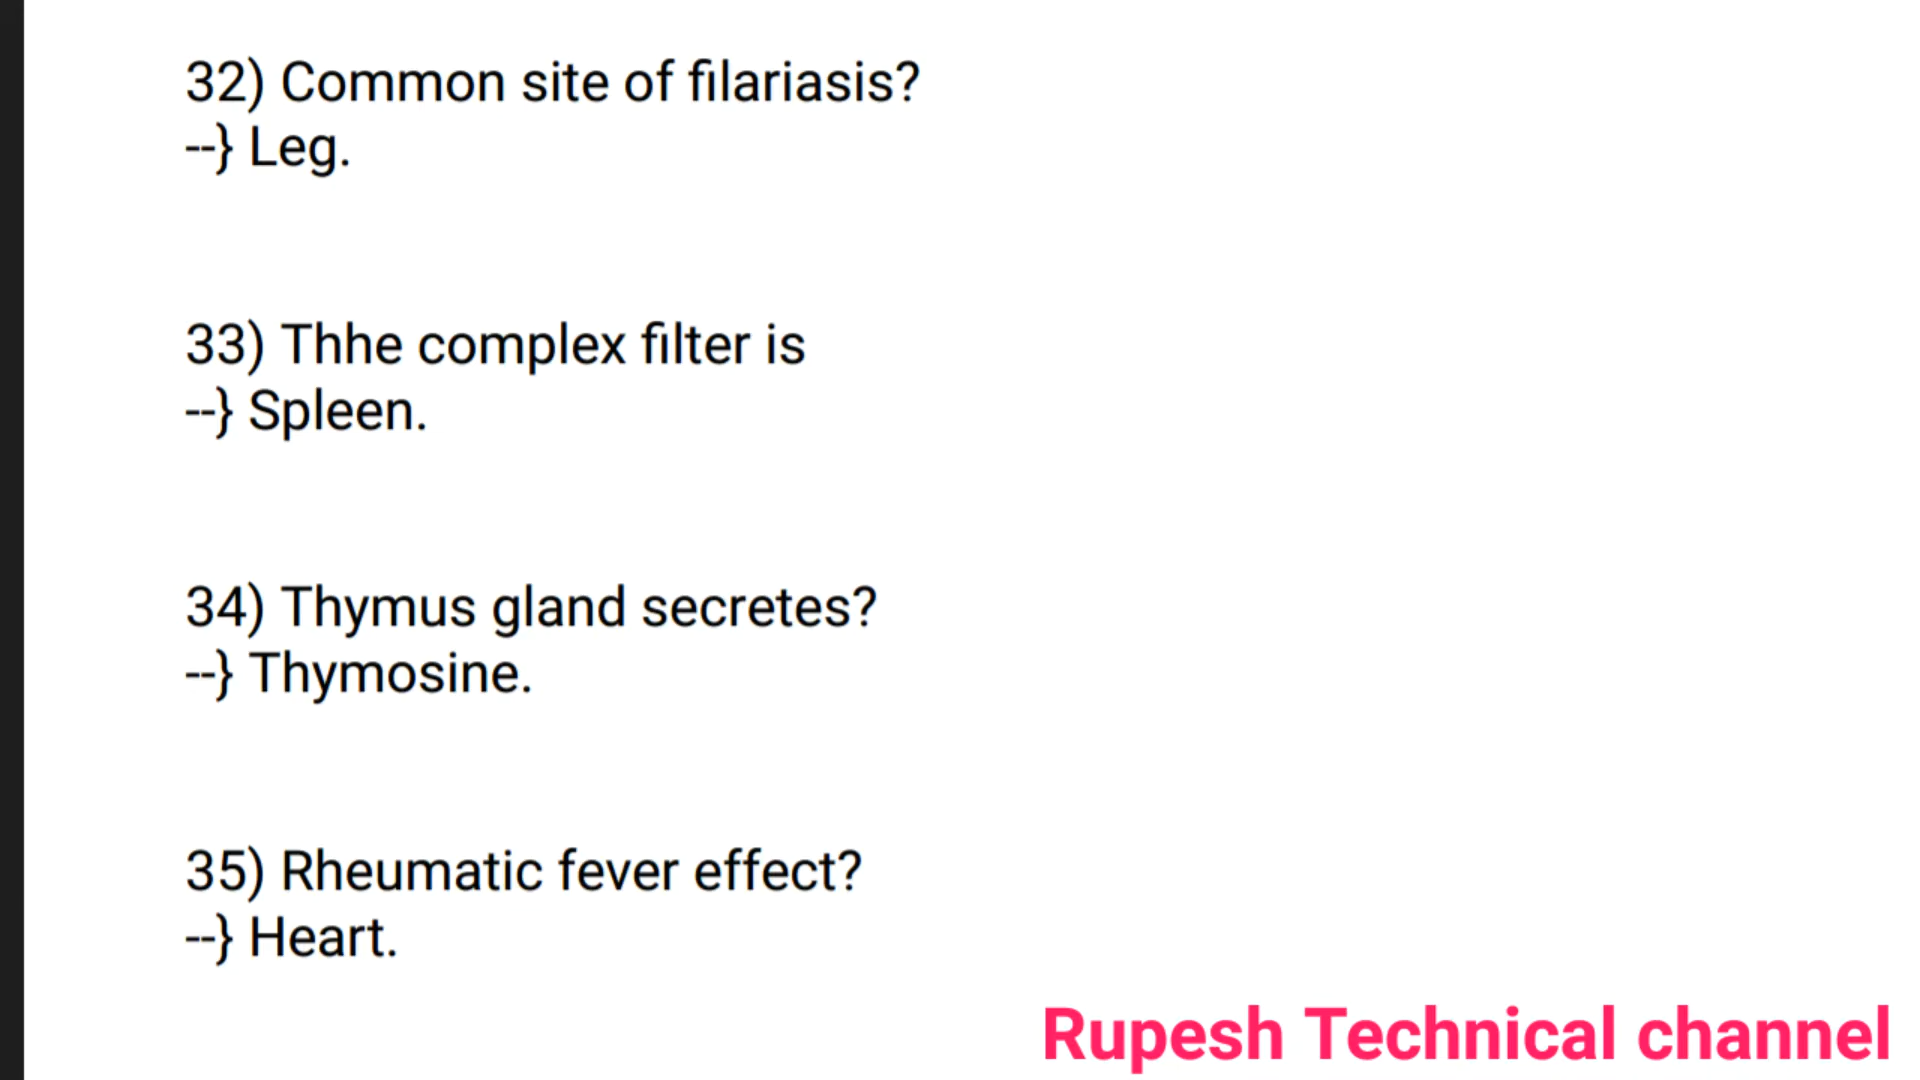 32) Common site of filariasis?
--} Leg.
33) Thhe complex filter is
--} Spleen.
34) Thymus gland secretes?
--} Thymosine.
35) Rheumatic fever effect?
--} Heart.
Rupesh Technical channel